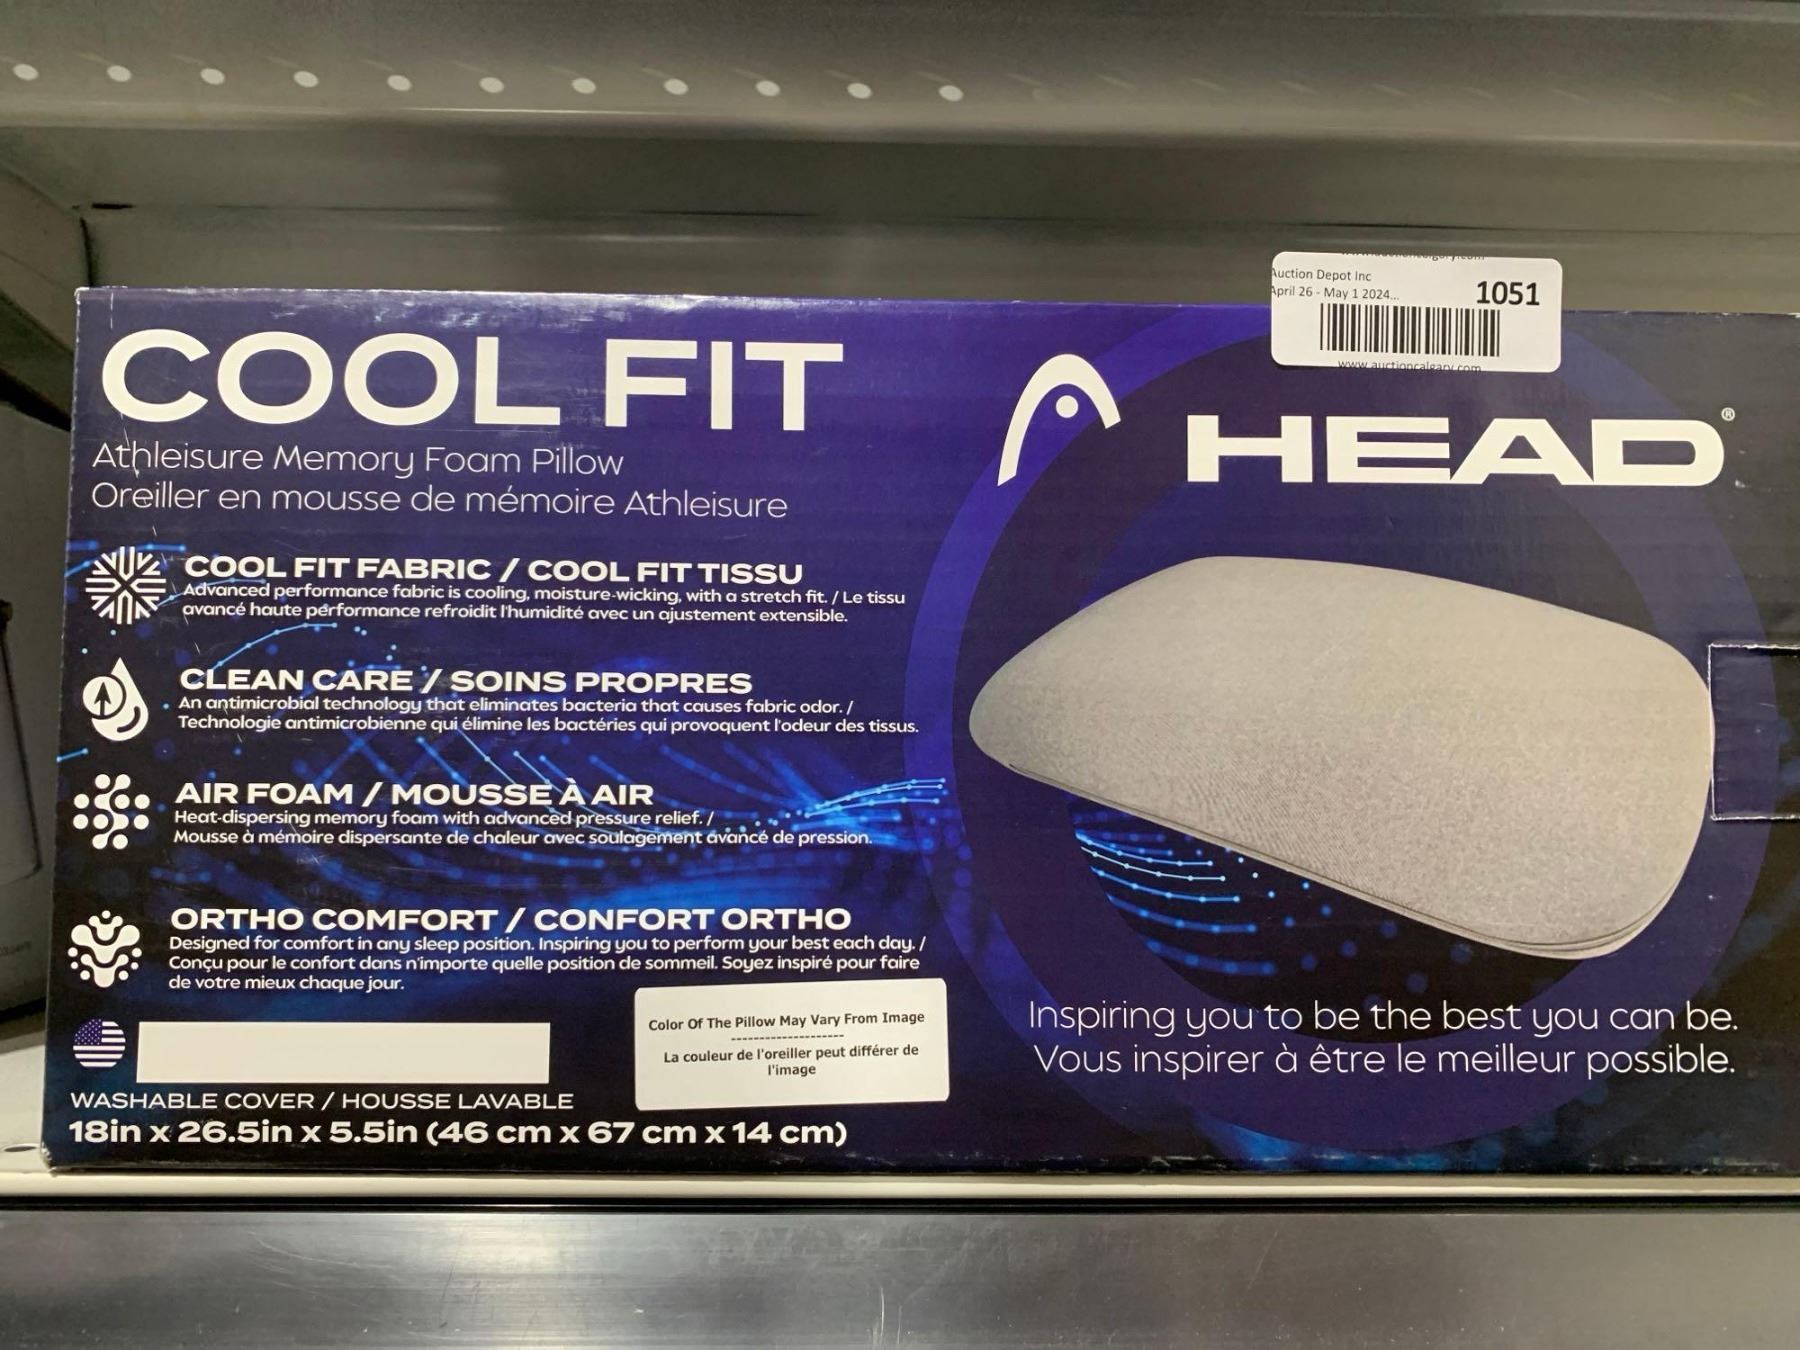 Auction Depot Inc
April 26 - May 1 2024...
1051
www.auctioncalgary.com
COOL FIT
Athleisure Memory Foam Pillow
Oreiller en mousse de mémoire Athleisure
COOL FIT FABRIC / COOL FIT TISSU
Advanced performance fabric is cooling, moisture-wicking, with a stretch fit. / Le tissu
avancé haute performance refroidit l'humidité avec un ajustement extensible.
CLEAN CARE / SOINS PROPRES
An antimicrobial technology that eliminates bacteria that causes fabric odor. /
Technologie antimicrobienne qui élimine les bactéries qui provoquent l'odeur des tissus.
AIR FOAM / MOUSSE À AIR
Heat-dispersing memory foam with advanced pressure relief. /
Mousse à mémoire dispersante de chaleur avec soulagement avancé de pression.
ORTHO COMFORT / CONFORT ORTHO
Designed for comfort in any sleep position. Inspiring you to perform your best each day. /
Conçu pour le confort dans n'importe quelle position de sommeil. Soyez inspiré pour faire
de votre mieux chaque jour.
Color Of The Pillow May Vary From Image
--------------------
La couleur de l'oreiller peut différer de
l'image
WASHABLE COVER / HOUSSE LAVABLE
18in x 26.5in x 5.5in (46 cm x 67 cm x 14 cm)
HEAD®
Inspiring you to be the best you can be.
Vous inspirer à être le meilleur possible.